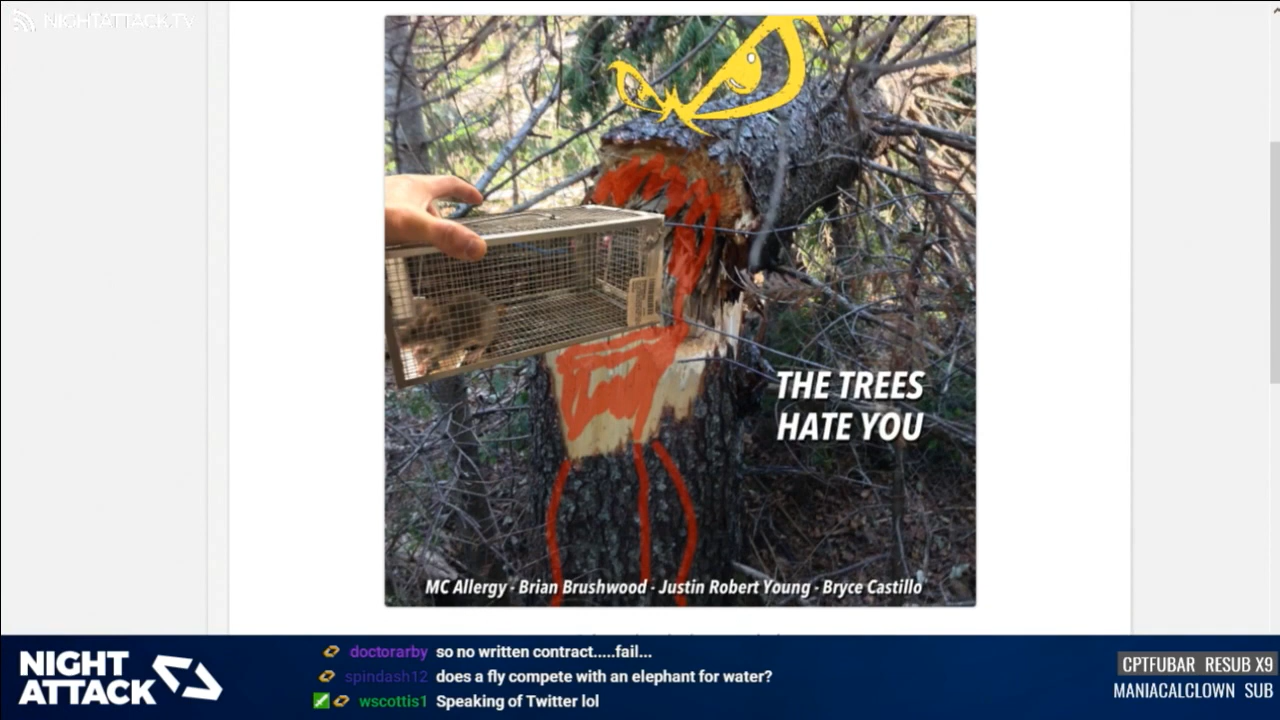 NIGHTATTACK.TV
THE TREES
HATE YOU
MC Allergy - Brian Brushwood - Justin Robert Young - Bryce Castillo
NIGHT
ATTACK
doctorarby so no written contract.....fail...
spindash12 does a fly compete with an elephant for water?
wscottis1 Speaking of Twitter lol
CPTFUBAR RESUB X9
MANIACALCLOWN SUB